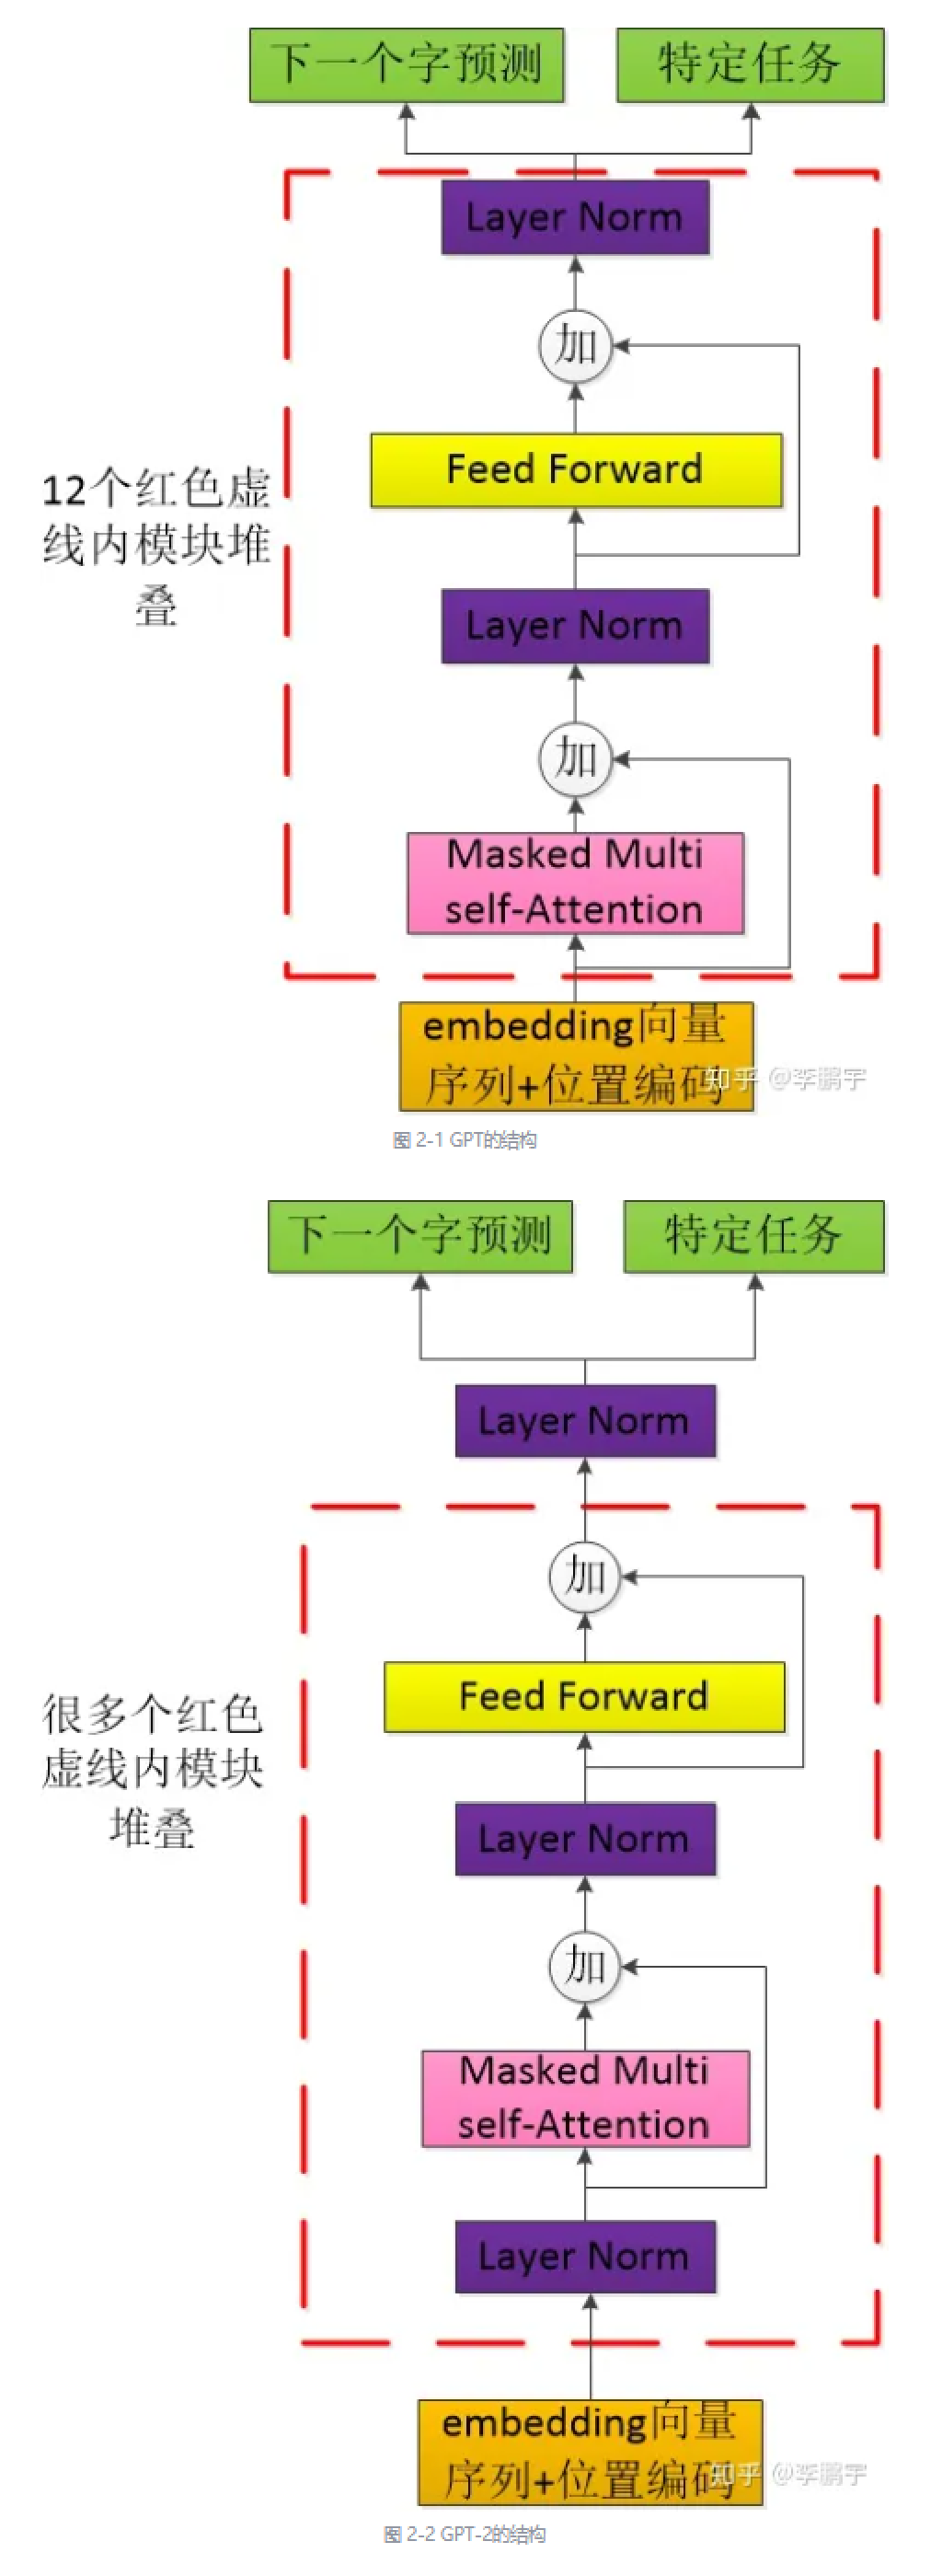 下一个字预测
特定任务
Layer Norm
加
Feed Forward
12个红色虚
线内模块堆
叠
Layer Norm
加
Masked Multi
self-Attention
embedding向量
序列+位置编码
知乎 @李鹏宇
图 2-1 GPT的结构
下一个字预测
特定任务
Layer Norm
加
Feed Forward
很多个红色
虚线内模块
堆叠
Layer Norm
加
Masked Multi
self-Attention
Layer Norm
embedding向量
序列+位置编码
知乎 @李鹏宇
图 2-2 GPT-2的结构